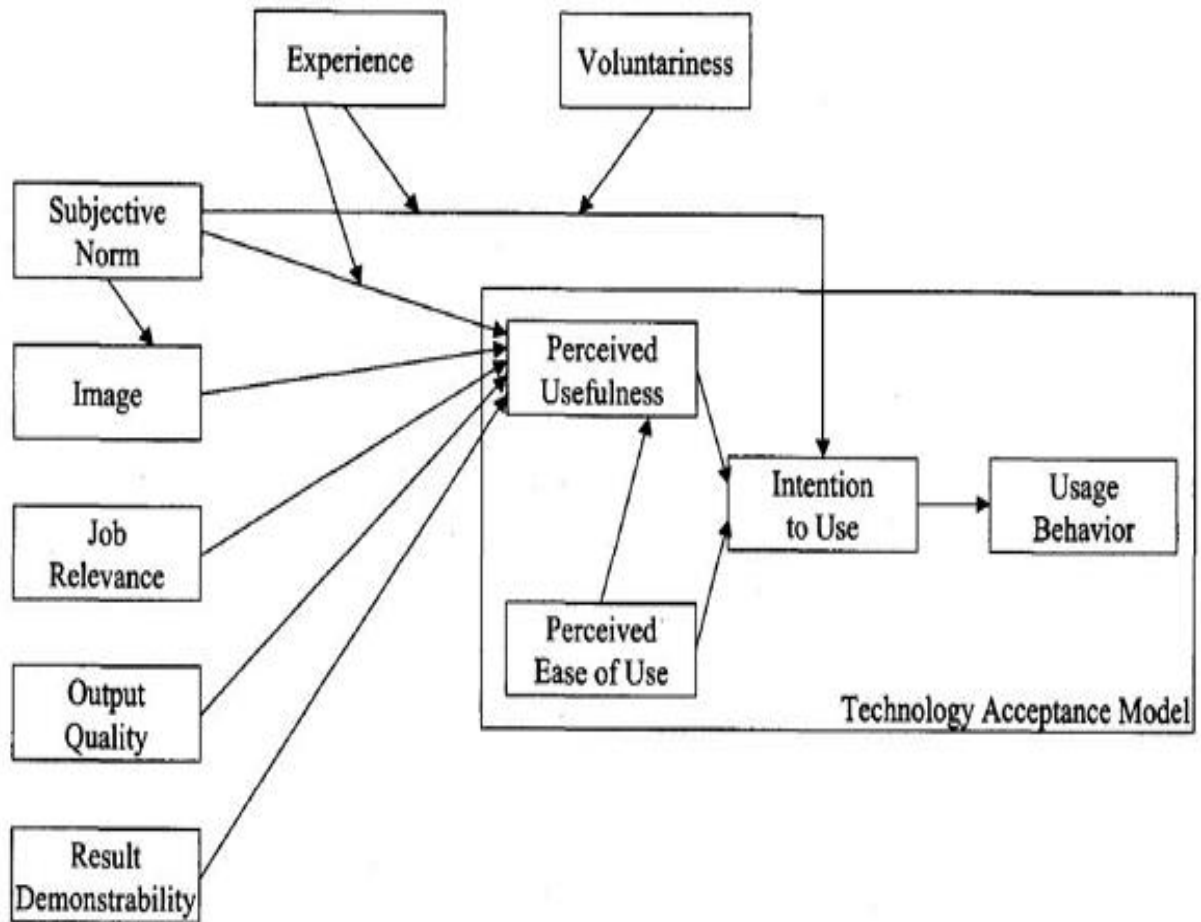 Experience
Voluntariness
Subjective
Norm
Image
Perceived
Usefulness
Intention
to Use
Usage
Behavior
Job
Relevance
Perceived
Ease of Use
Output
Quality
Technology Acceptance Model
Result
Demonstrability